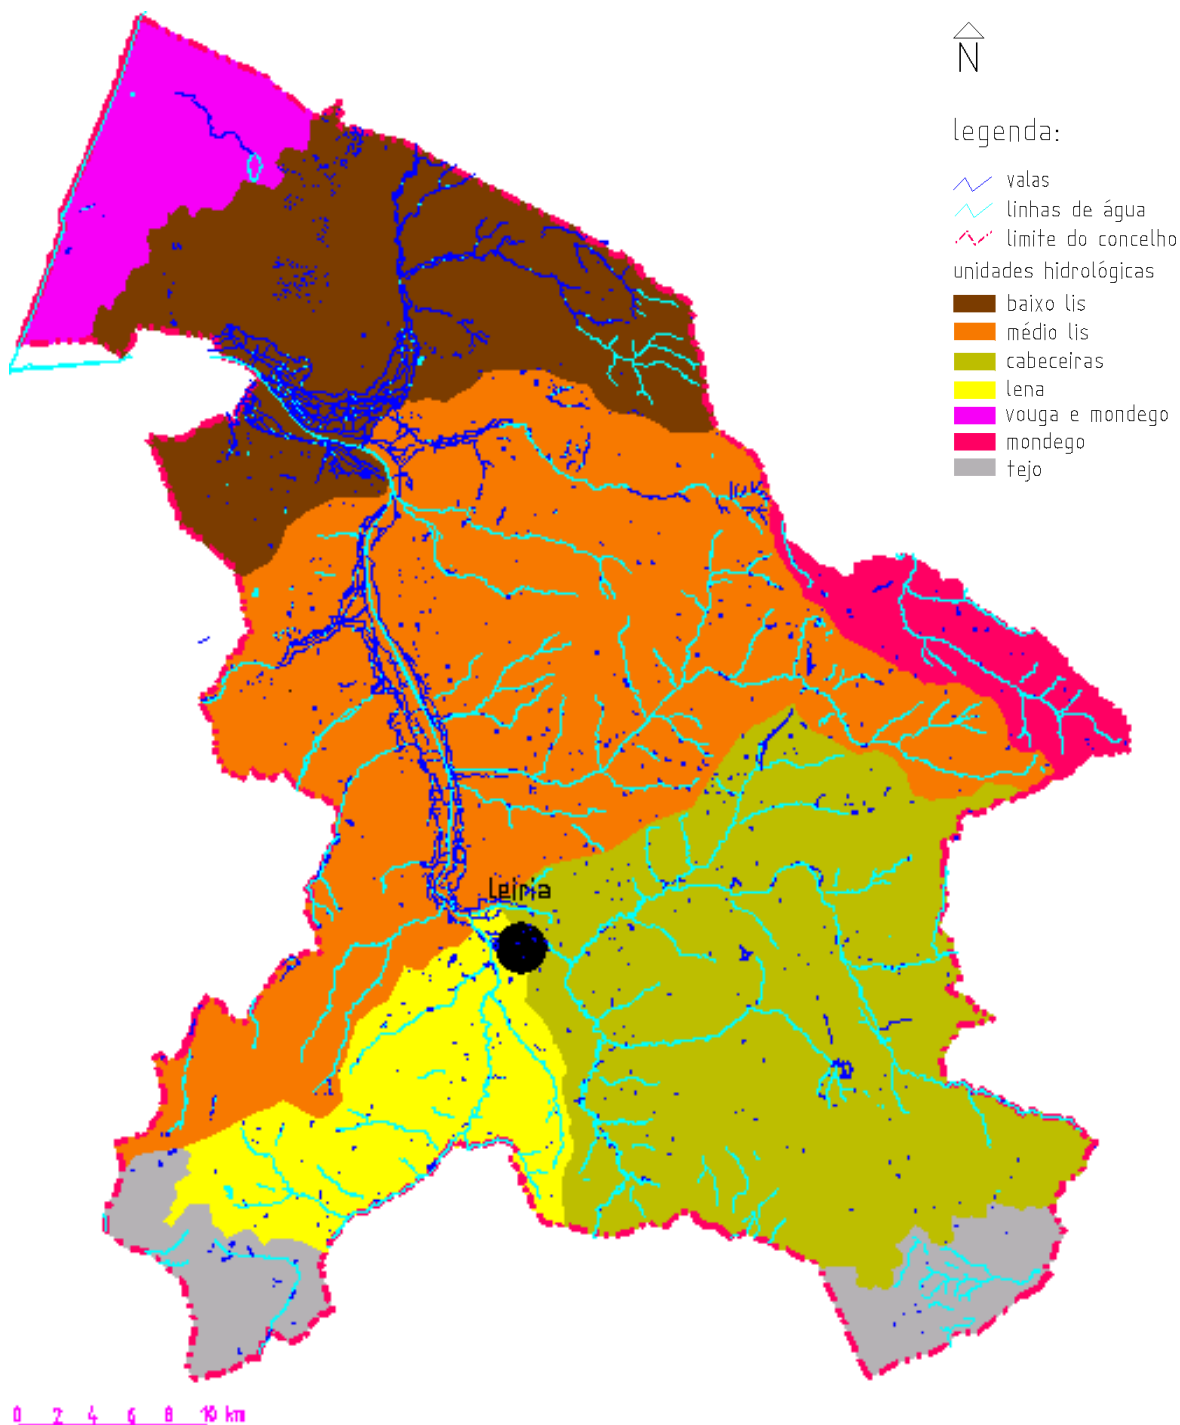 N
legenda:
valas
linhas de água
limite do concelho
unidades hidrológicas
baixo lis
médio lis
cabeceiras
lena
vouga e mondego
mondego
tejo
leiria
0 2 4 6 8 10 km